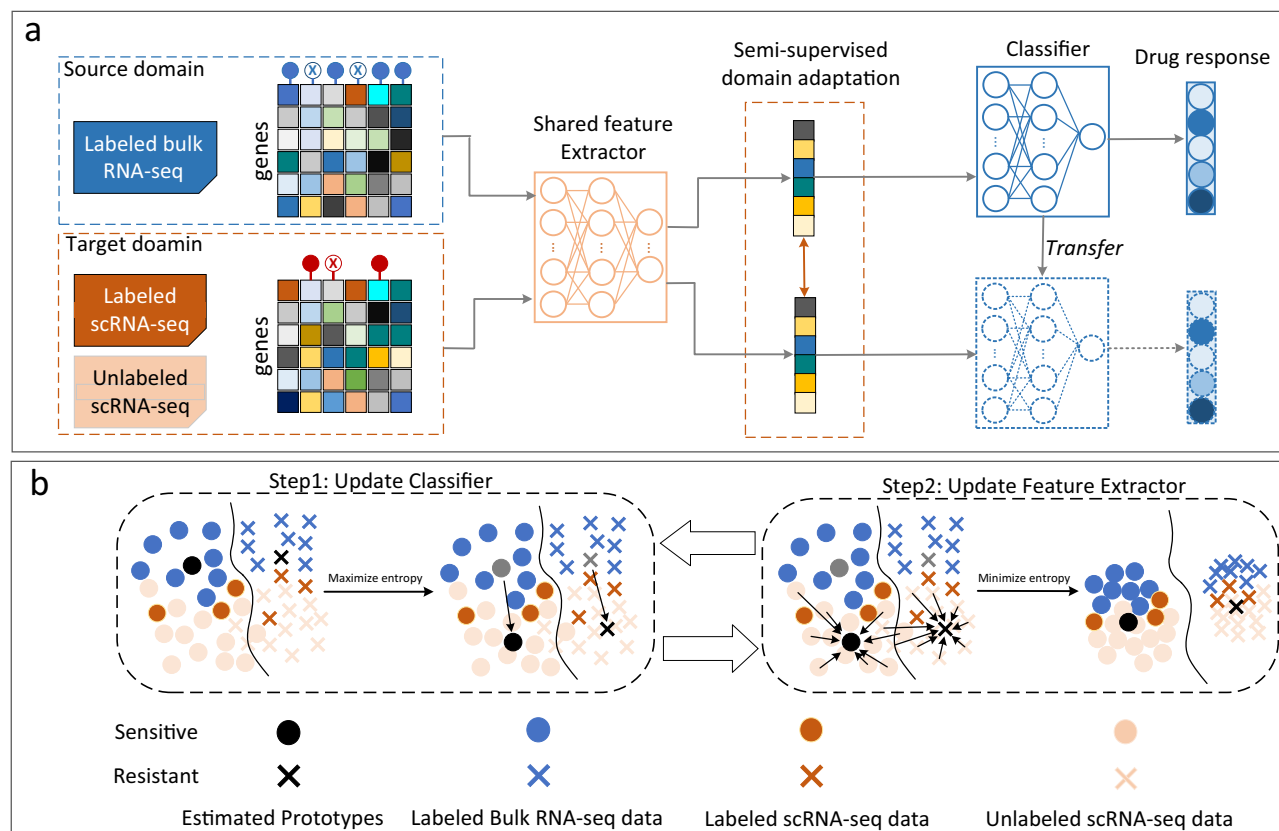 a
Source domain
Labeled bulk
RNA-seq
genes
X
X
Target doamin
Labeled
scRNA-seq
Unlabeled
scRNA-seq
genes
X
Shared feature
Extractor
Semi-supervised
domain adaptation
Classifier
Drug response
Transfer
b
Step1: Update Classifier
Maximize entropy
Step2: Update Feature Extractor
Minimize entropy
Sensitive
Resistant
Estimated Prototypes
Labeled Bulk RNA-seq data
Labeled scRNA-seq data
Unlabeled scRNA-seq data